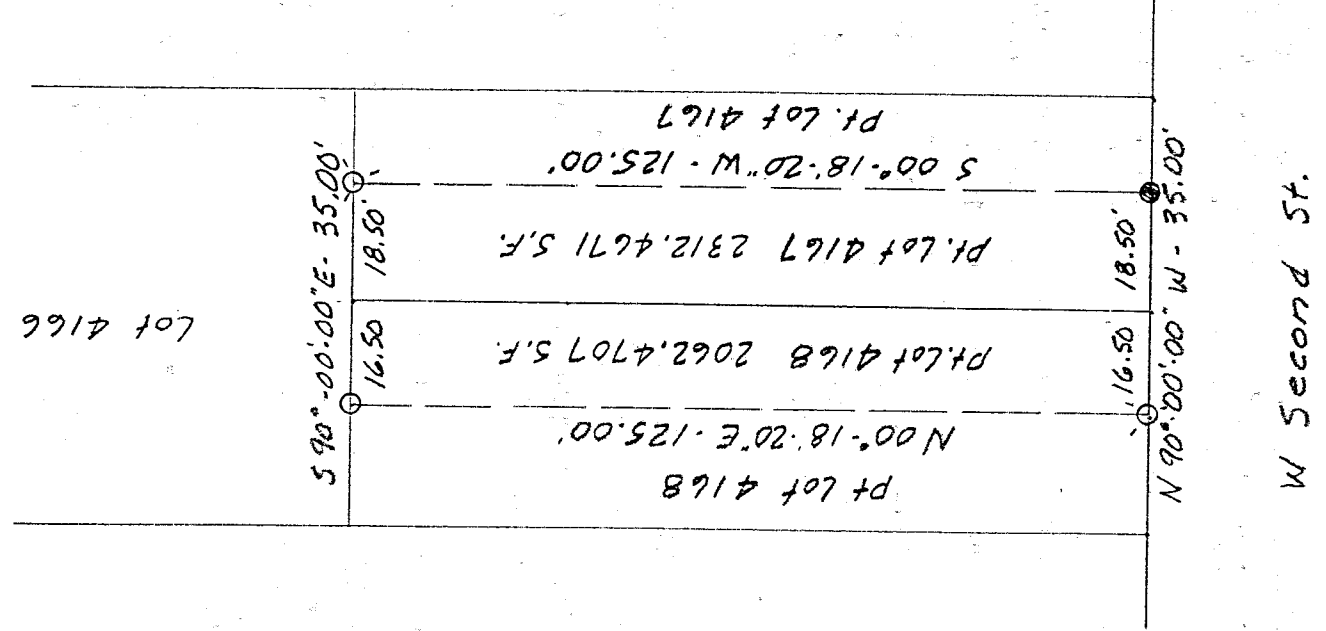 Pt. Lot 4167
S 00°-18'-20" W - 125.00'
Pt. Lot 4167 2312.4671 S.F.
Pt. Lot 4168 2062.4707 S.F.
N 00°-18'-20" E - 125.00'
Pt Lot 4168
Lot 4166
S 90°-00'-00" E - 35.00'
18.50'
16.50
18.50'
16.50
N 90°-00'-00" W - 35.00'
W Second St.